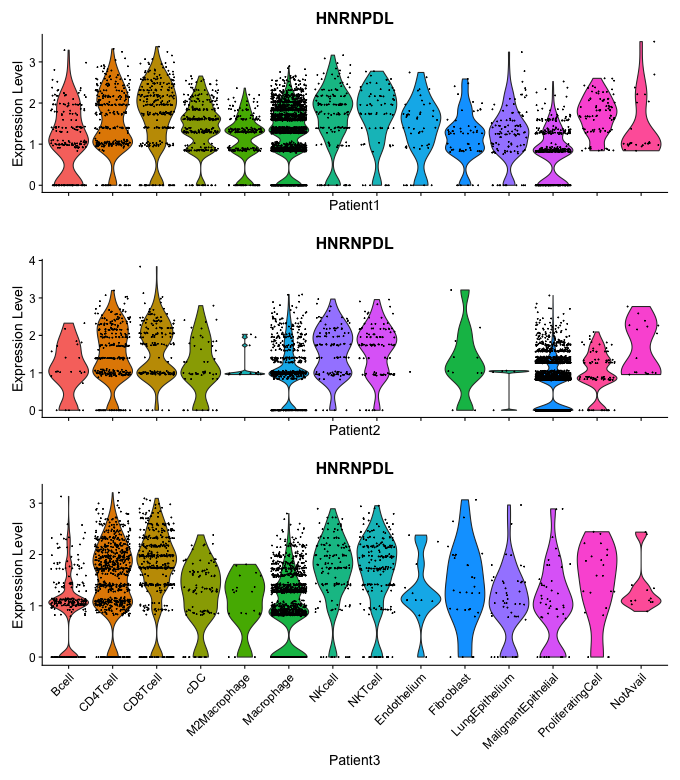 HNRNPDL
Expression Level
3
2
1
0
Patient1
HNRNPDL
Expression Level
4
3
2
1
0
Patient2
HNRNPDL
Expression Level
3
2
1
0
Bcell
CD4Tcell
CD8Tcell
cDC
M2Macrophage
Macrophage
NKcell
NKTcell
Endothelium
Fibroblast
LungEpithelium
MalignantEpithelial
ProliferatingCell
NotAvail
Patient3